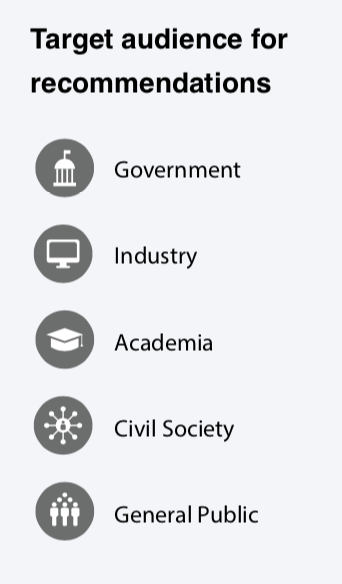 Target audience for
recommendations
Government
Industry
Academia
Civil Society
General Public